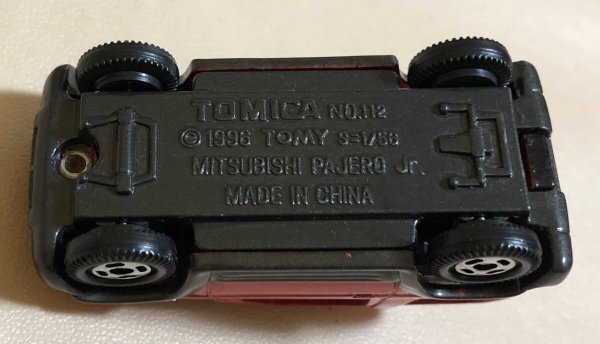 TOMICA NO.112
© 1996 TOMY S=1/56
MITSUBISHI PAJERO Jr.
MADE IN CHINA